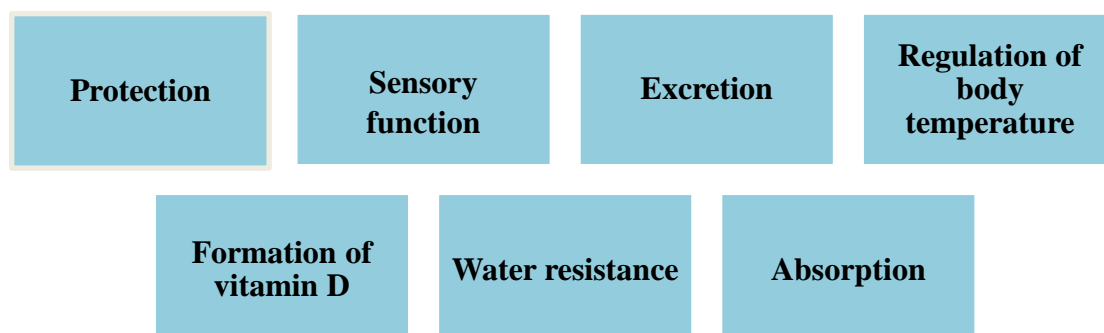 Protection
Sensory
function
Excretion
Regulation of
body
temperature
Formation of
vitamin D
Water resistance
Absorption